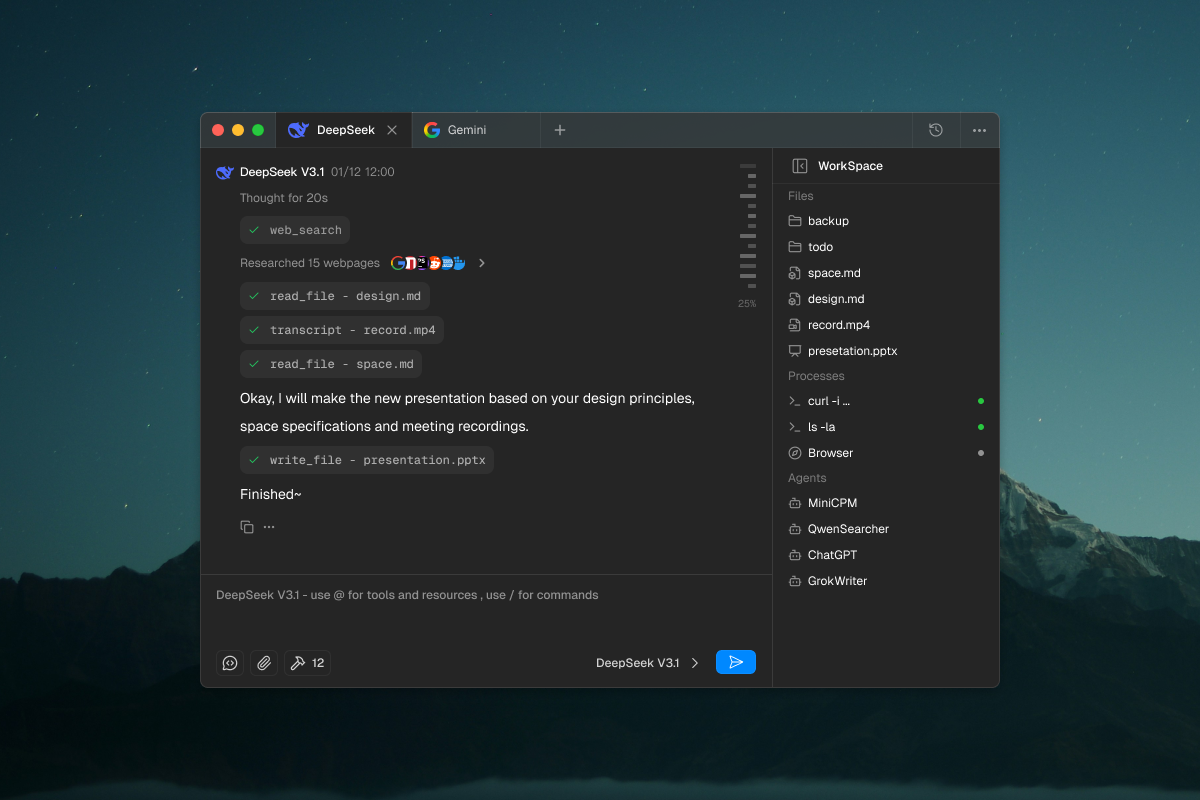 DeepSeek
Gemini
DeepSeek V3.1 01/12 12:00
Thought for 20s
web_search
Researched 15 webpages
read_file - design.md
transcript - record.mp4
read_file - space.md
Okay, I will make the new presentation based on your design principles,
space specifications and meeting recordings.
write_file - presentation.pptx
Finished~
25%
DeepSeek V3.1 - use @ for tools and resources , use / for commands
12
DeepSeek V3.1
WorkSpace
Files
backup
todo
space.md
design.md
record.mp4
presetation.pptx
Processes
curl -i ...
ls -la
Browser
Agents
MiniCPM
QwenSearcher
ChatGPT
GrokWriter